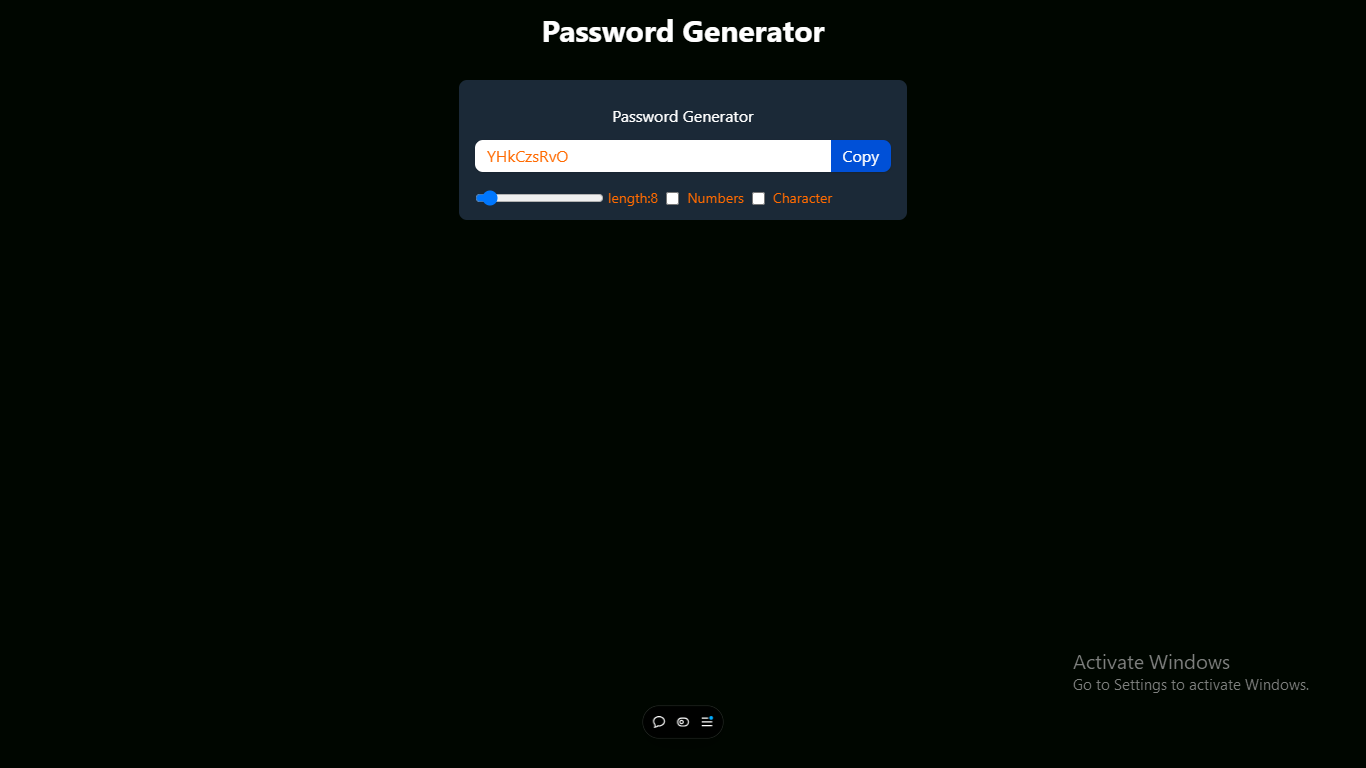 Password Generator
Password Generator
YHkCzsRvO Copy
length:8 Numbers Character
Activate Windows
Go to Settings to activate Windows.